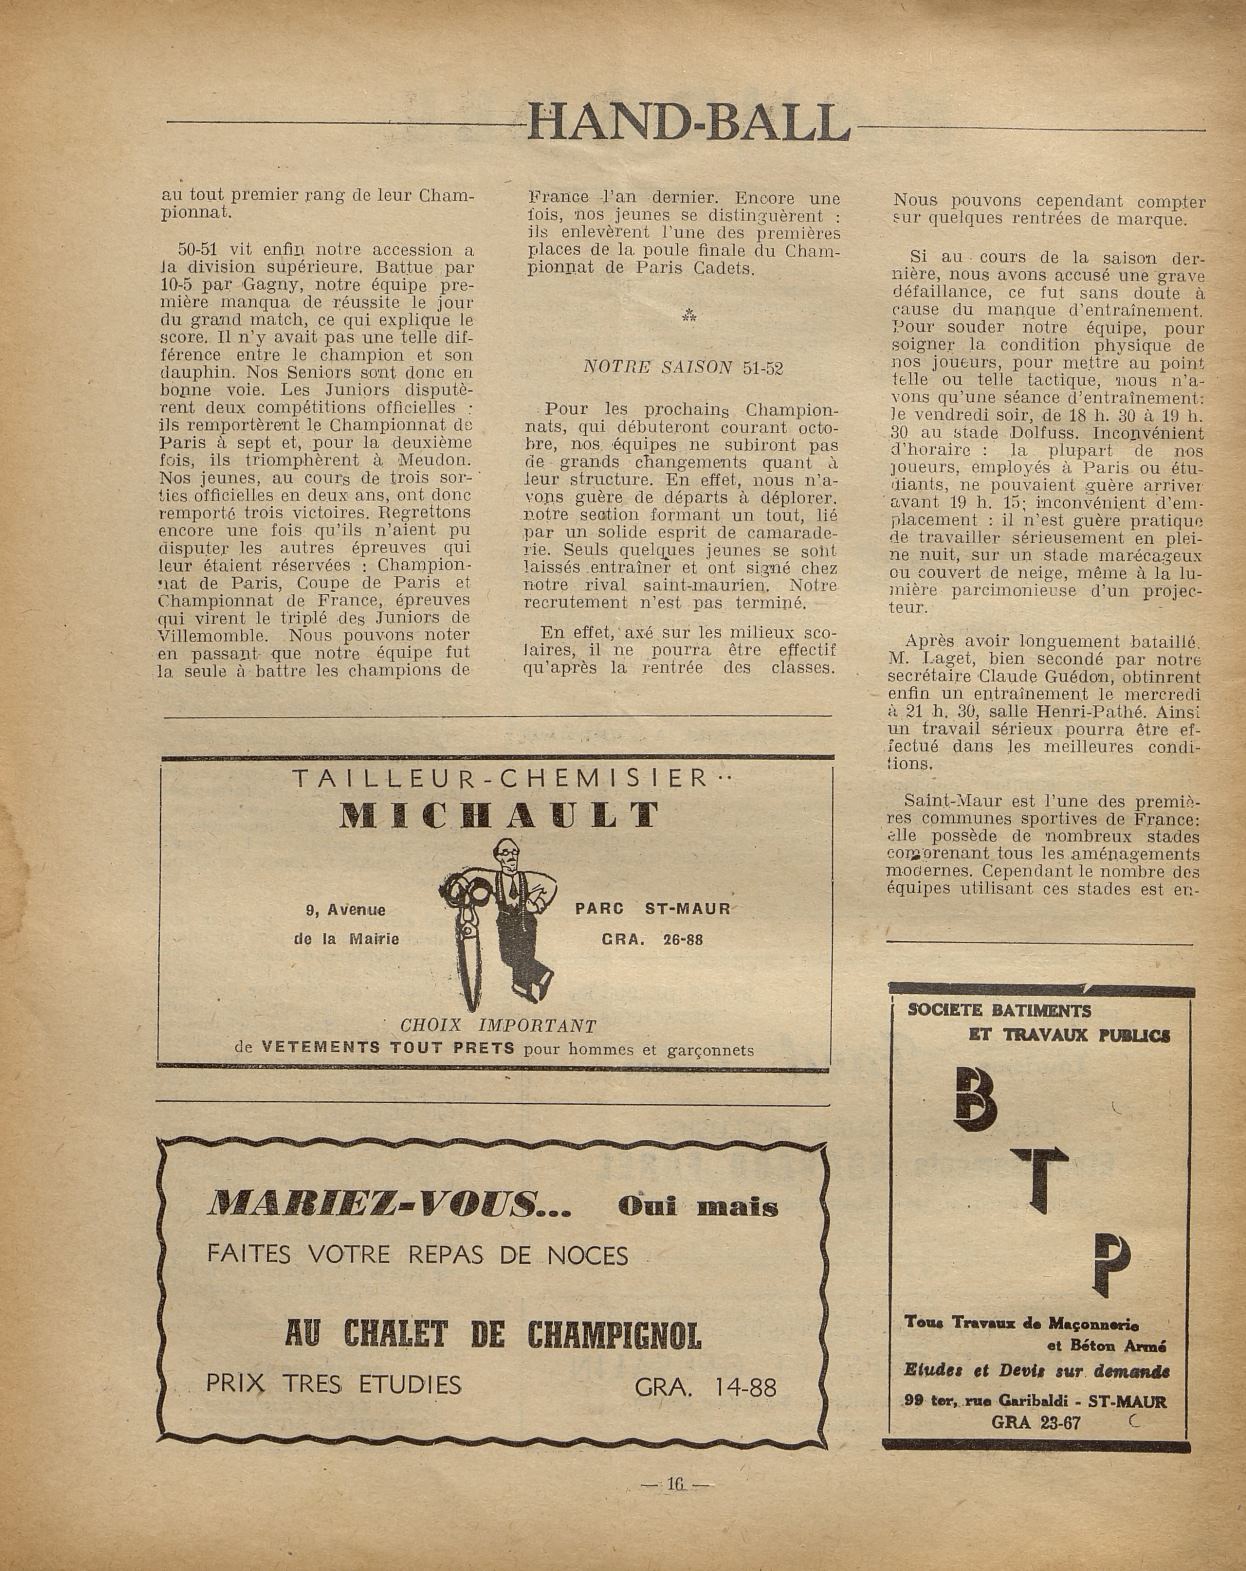 HAND-BALL
au tout premier rang de leur Cham-
pionnat.
50-51 vit enfin notre accession a
la division supérieure. Battue par
10-5 par Gagny, notre équipe pre-
mière manqua de réussite le jour
du grand match, ce qui explique le
score. Il n'y avait pas une telle dif-
férence entre le champion et son
dauphin. Nos Seniors sont donc en
bonne voie. Les Juniors disputè-
rent deux compétitions officielles :
ils remportèrent le Championnat de
Paris à sept et, pour la deuxième
fois, ils triomphèrent à Meudon.
Nos jeunes, au cours de trois sor-
ties officielles en deux ans, ont donc
remporté trois victoires. Regrettons
encore une fois qu'ils n'aient pu
disputer les autres épreuves qui
leur étaient réservées : Champion-
nat de Paris, Coupe de Paris et
Championnat de France, épreuves
qui virent le triplé des Juniors de
Villemomble. Nous pouvons noter
en passant que notre équipe fut
la seule à battre les champions de
France l'an dernier. Encore une
fois, nos jeunes se distinguèrent :
ils enlevèrent l'une des premières
places de la poule finale du Cham-
pionnat de Paris Cadets.
⁂
NOTRE SAISON 51-52
Pour les prochains Champion-
nats, qui débuteront courant octo-
bre, nos équipes ne subiront pas
de grands changements quant à
leur structure. En effet, nous n'a-
vons guère de départs à déplorer.
notre section formant un tout, lié
par un solide esprit de camarade-
rie. Seuls quelques jeunes se sont
laissés entraîner et ont signé chez
notre rival saint-maurien. Notre
recrutement n'est pas terminé.
En effet, axé sur les milieux sco-
laires, il ne pourra être effectif
qu'après la rentrée des classes.
Nous pouvons cependant compter
sur quelques rentrées de marque.
Si au cours de la saison der-
nière, nous avons accusé une grave
défaillance, ce fut sans doute à
cause du manque d'entraînement.
Pour souder notre équipe, pour
soigner la condition physique de
nos joueurs, pour mettre au point
telle ou telle tactique, nous n'a-
vons qu'une séance d'entraînement:
le vendredi soir, de 18 h. 30 à 19 h.
30 au stade Dolfuss. Inconvénient
d'horaire : la plupart de nos
joueurs, employés à Paris ou étu-
diants, ne pouvaient guère arriver
avant 19 h. 15; inconvénient d'em-
placement : il n'est guère pratique
de travailler sérieusement en plei-
ne nuit, sur un stade marécageux
ou couvert de neige, même à la lu-
mière parcimonieuse d'un projec-
teur.
Après avoir longuement bataillé,
M. Laget, bien secondé par notre
secrétaire Claude Guédon, obtinrent
enfin un entraînement le mercredi
à 21 h. 30, salle Henri-Pathé. Ainsi
un travail sérieux pourra être ef-
fectué dans les meilleures condi-
tions.
Saint-Maur est l'une des premiè-
res communes sportives de France:
elle possède de nombreux stades
comprenant tous les aménagements
modernes. Cependant le nombre des
équipes utilisant ces stades est en-
TAILLEUR-CHEMISIER
MICHAULT
9, Avenue
de la Mairie
PARC ST-MAUR
GRA. 26-88
CHOIX IMPORTANT
de VETEMENTS TOUT PRETS pour hommes et garçonnets
MARIEZ-VOUS... Oui mais
FAITES VOTRE REPAS DE NOCES
AU CHALET DE CHAMPIGNOL
PRIX TRES ETUDIES GRA. 14-88
SOCIETE BATIMENTS
ET TRAVAUX PUBLICS
B
T
P
Tous Travaux de Maçonnerie
et Béton Armé
Etudes et Devis sur demande
99 ter, rue Garibaldi - ST-MAUR
GRA 23-67
— 16 —